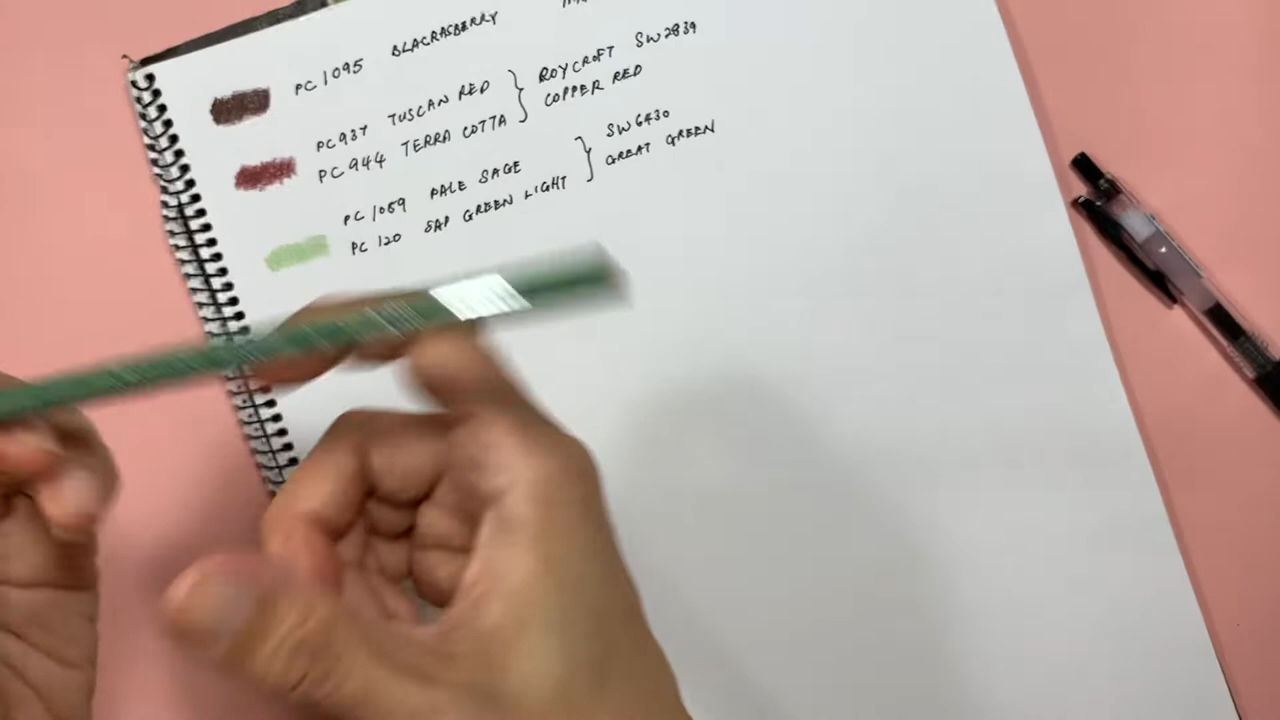 PC 1095 BLACRASBERRY
PC 937 TUSCAN RED
PC 944 TERRA COTTA
ROYCROFT SW 2839
COPPER RED
PC 1089 PALE SAGE
PC 120 SAP GREEN LIGHT
SW 6430
GREAT GREEN